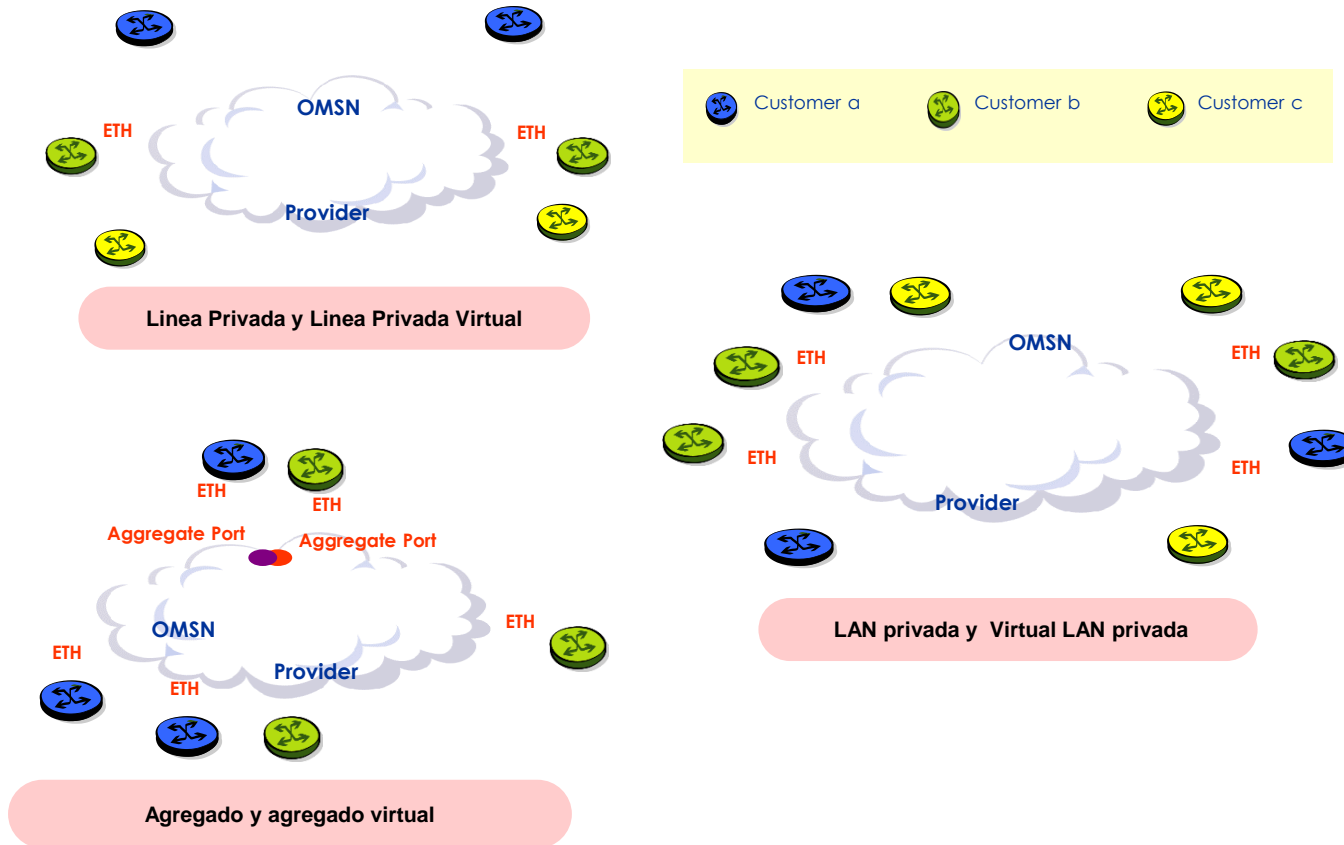 OMSN
ETH
ETH
Provider
Linea Privada y Linea Privada Virtual
Customer a
Customer b
Customer c
OMSN
ETH
ETH
ETH
ETH
Provider
LAN privada y Virtual LAN privada
ETH
ETH
Aggregate Port
Aggregate Port
ETH
OMSN
ETH
Provider
ETH
Agregado y agregado virtual